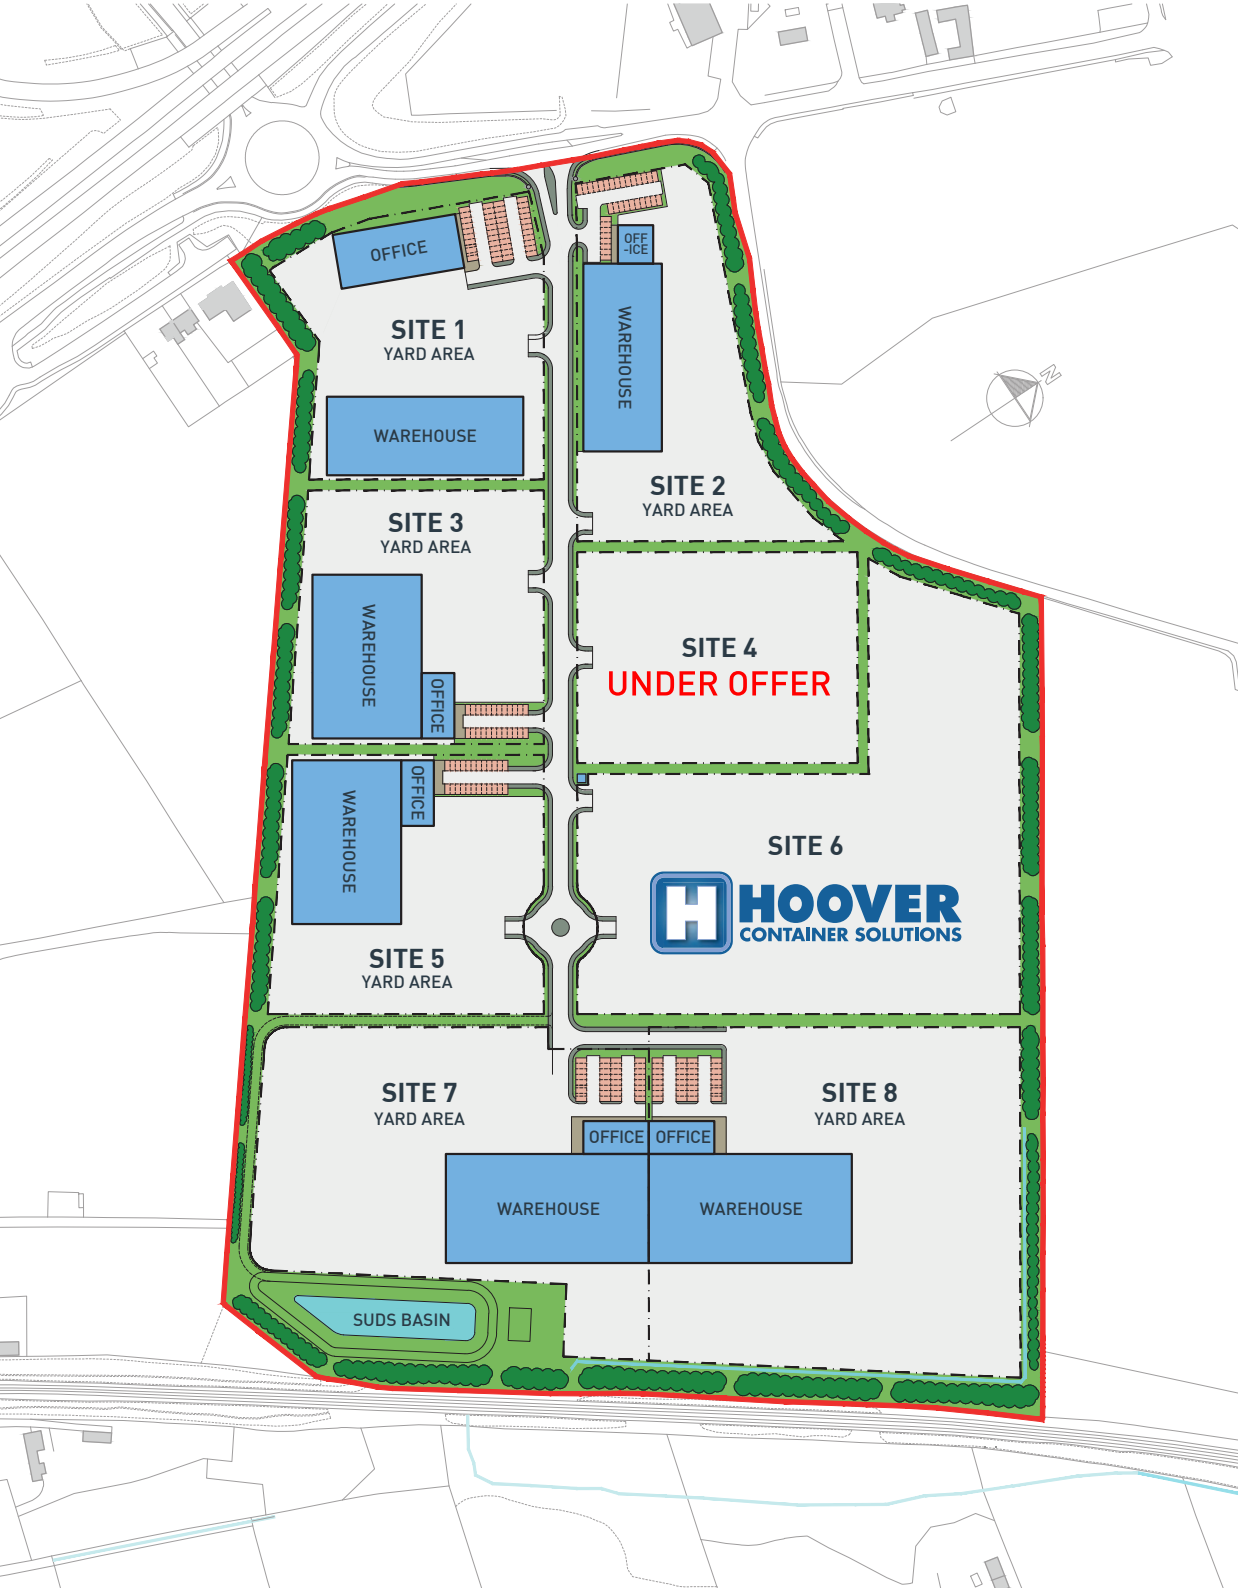 OFFICE
OFF
-ICE
SITE 1
YARD AREA
WAREHOUSE
WAREHOUSE
N
SITE 2
YARD AREA
SITE 3
YARD AREA
WAREHOUSE
OFFICE
SITE 4
UNDER OFFER
WAREHOUSE
OFFICE
SITE 5
YARD AREA
SITE 6
H HOOVER
CONTAINER SOLUTIONS
SITE 7
YARD AREA
SITE 8
YARD AREA
OFFICE
OFFICE
WAREHOUSE
WAREHOUSE
SUDS BASIN